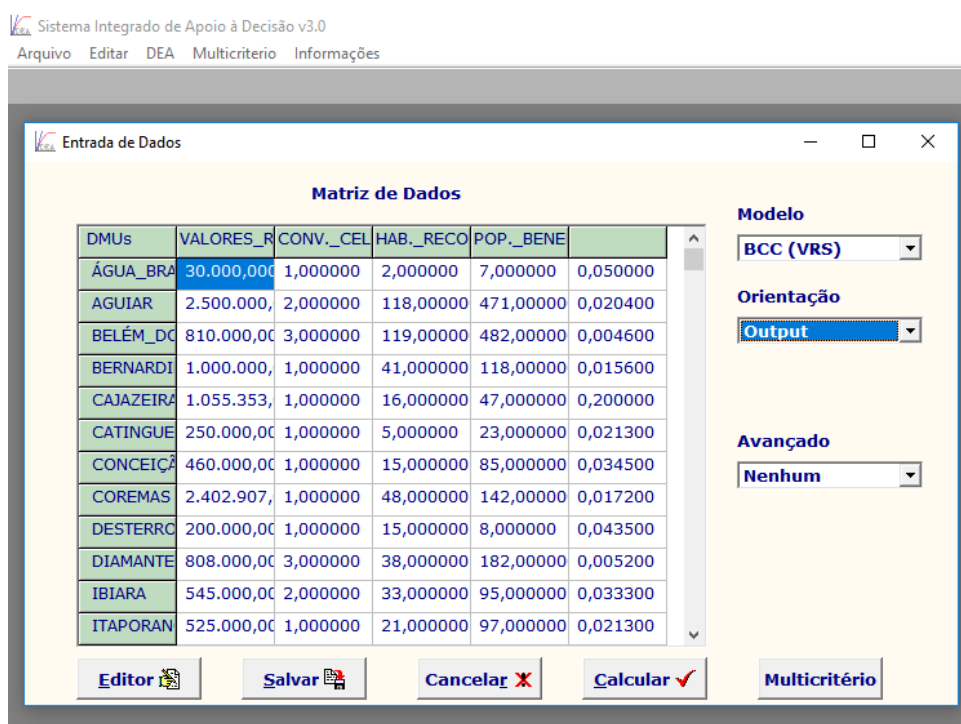 Sistema Integrado de Apoio à Decisão v3.0
Arquivo Editar DEA Multicriterio Informações
Entrada de Dados
Matriz de Dados
DMUs VALORES_R CONV._CEL HAB._RECO POP._BENE
ÁGUA_BRA 30.000,000 1,000000 2,000000 7,000000 0,050000
AGUIAR 2.500.000, 2,000000 118,00000 471,00000 0,020400
BELÉM_DO 810.000,00 3,000000 119,00000 482,00000 0,004600
BERNARDI 1.000.000, 1,000000 41,000000 118,00000 0,015600
CAJAZEIRA 1.055.353, 1,000000 16,000000 47,000000 0,200000
CATINGUE 250.000,00 1,000000 5,000000 23,000000 0,021300
CONCEIÇÃ 460.000,00 1,000000 15,000000 85,000000 0,034500
COREMAS 2.402.907, 1,000000 48,000000 142,00000 0,017200
DESTERRO 200.000,00 1,000000 15,000000 8,000000 0,043500
DIAMANTE 808.000,00 3,000000 38,000000 182,00000 0,005200
IBIARA 545.000,00 2,000000 33,000000 95,000000 0,033300
ITAPORAN 525.000,00 1,000000 21,000000 97,000000 0,021300
Modelo
BCC (VRS)
Orientação
Output
Avançado
Nenhum
Editor Salvar Cancelar Calcular Multicritério